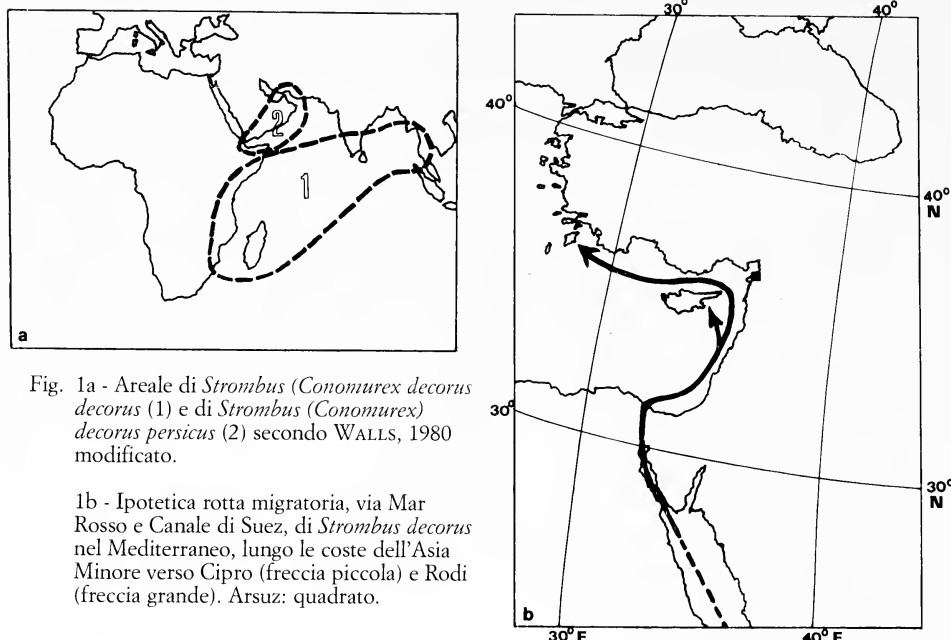 30°
40°
40°
2
1
a
40°
N
Fig. 1a - Areale di Strombus (Conomurex decorus
decorus (1) e di Strombus (Conomurex)
decorus persicus (2) secondo WALLS, 1980
modificato.
30°
30°
N
1b - Ipotetica rotta migratoria, via Mar
Rosso e Canale di Suez, di Strombus decorus
nel Mediterraneo, lungo le coste dell'Asia
Minore verso Cipro (freccia piccola) e Rodi
(freccia grande). Arsuz: quadrato.
b
30° E
40° E